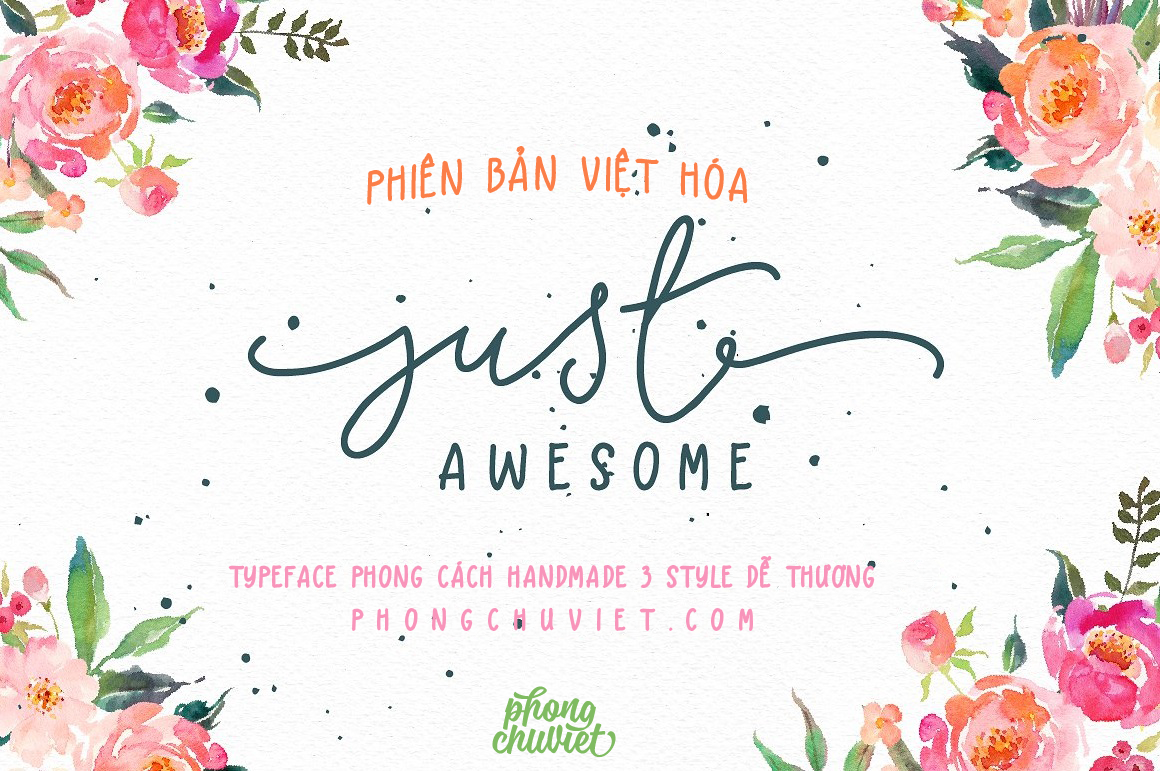 PHIÊN BẢN VIỆT HÓA
just
AWESOME
TYPEFACE PHONG CÁCH HANDMADE 3 STYLE DỄ THƯƠNG
PHONGCHUVIET.COM
phong
chuviet